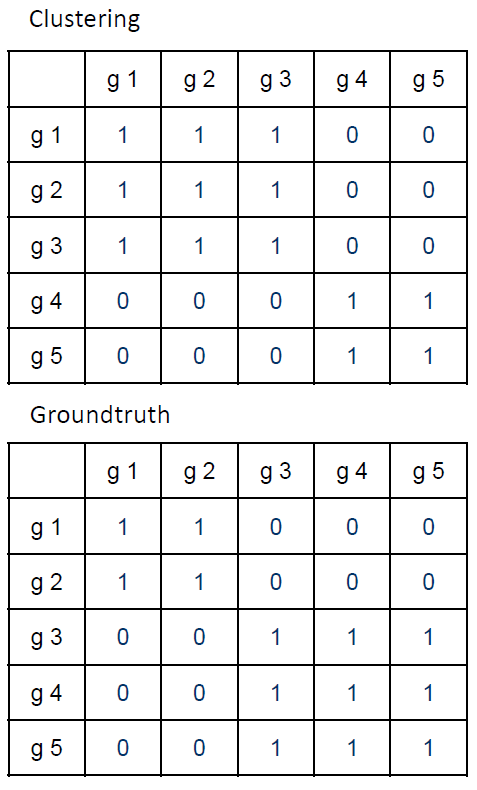 Clustering
g 1 g 2 g 3 g 4 g 5
g 1 1 1 1 0 0
g 2 1 1 1 0 0
g 3 1 1 1 0 0
g 4 0 0 0 1 1
g 5 0 0 0 1 1
Groundtruth
g 1 g 2 g 3 g 4 g 5
g 1 1 1 0 0 0
g 2 1 1 0 0 0
g 3 0 0 1 1 1
g 4 0 0 1 1 1
g 5 0 0 1 1 1